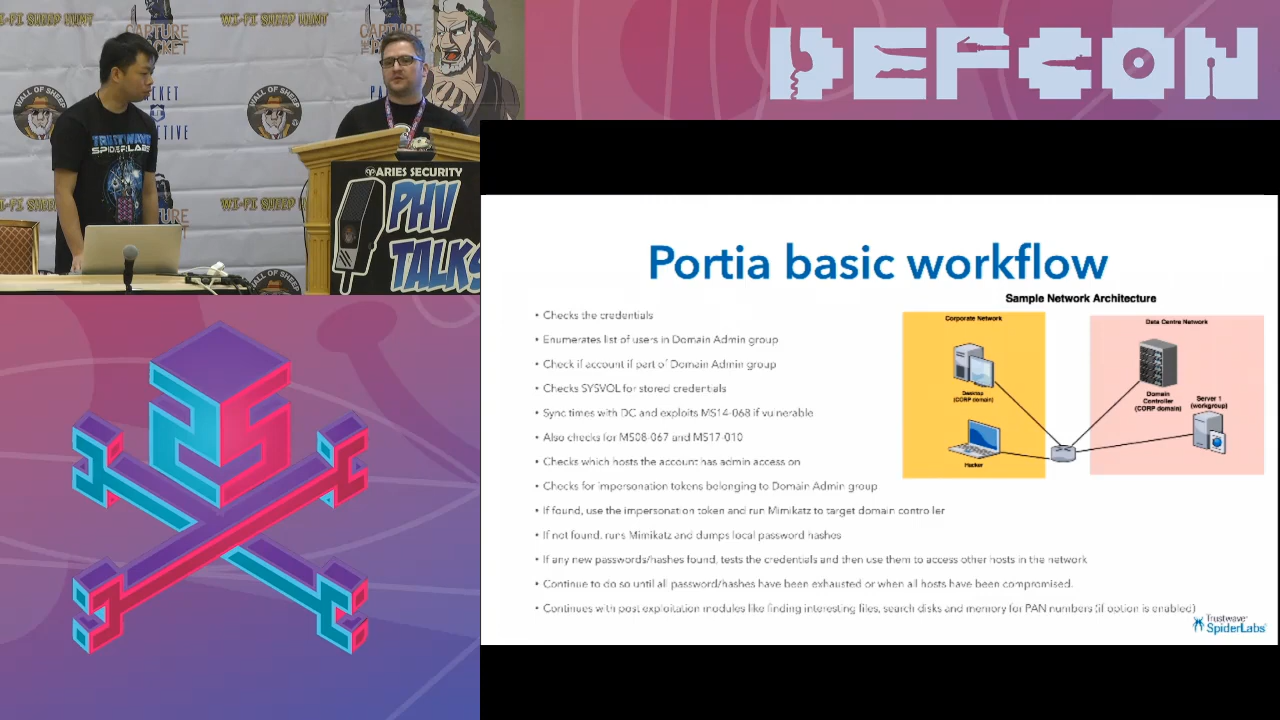 WI-FI SHEEP HUNT
WI-FI SHEEP HUNT
CAPTURE
PACKET
CAPTURE
WALL OF SHEEP
WALL OF SHEEP
TRUSTWAVE
SPIDERLABS
ARIES SECURITY
PHV
TALKS
DEFCON
Portia basic workflow
Sample Network Architecture
Corporate Network
Data Centre Network
Desktop
(CORP domain)
Domain
Controller
(CORP domain)
Server 1
(workgroup)
Hacker
• Checks the credentials
• Enumerates list of users in Domain Admin group
• Check if account if part of Domain Admin group
• Checks SYSVOL for stored credentials
• Sync times with DC and exploits MS14-068 if vulnerable
• Also checks for MS08-067 and MS17-010
• Checks which hosts the account has admin access on
• Checks for impersonation tokens belonging to Domain Admin group
• If found, use the impersonation token and run Mimikatz to target domain controller
• If not found, runs Mimikatz and dumps local password hashes
• If any new passwords/hashes found, tests the credentials and then use them to access other hosts in the network
• Continue to do so until all password/hashes have been exhausted or when all hosts have been compromised.
• Continues with post exploitation modules like finding interesting files, search disks and memory for PAN numbers (if option is enabled)
Trustwave
SpiderLabs